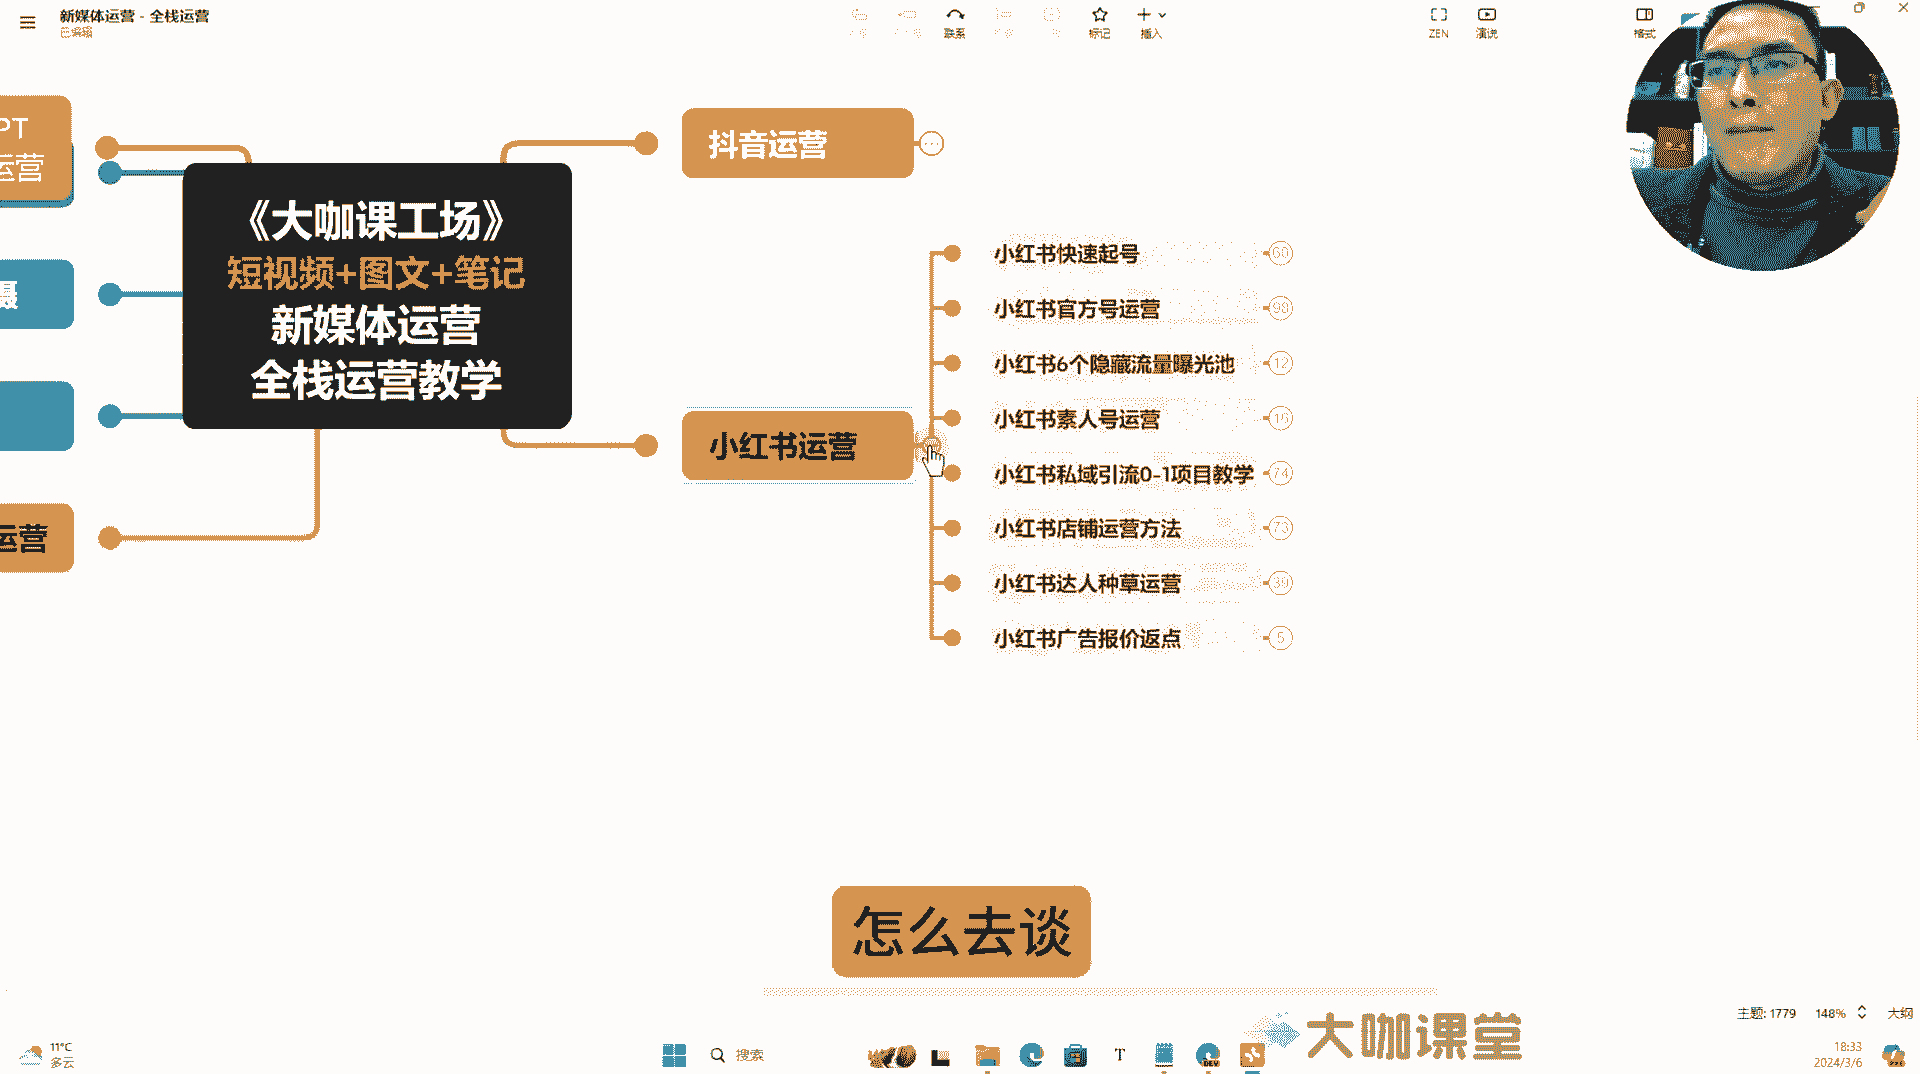 新媒体运营 - 全栈运营
已编辑
联系
标记
插入
ZEN
演说
格式
PT
运营
摄
运营
《大咖课工场》
短视频+图文+笔记
新媒体运营
全栈运营教学
抖音运营
小红书运营
小红书快速起号
60
小红书官方号运营
98
小红书6个隐藏流量曝光池
12
小红书素人号运营
15
小红书私域引流0-1项目教学
74
小红书店铺运营方法
73
小红书达人种草运营
39
小红书广告报价返点
5
怎么去谈
主题: 1779
148%
大纲
大咖课堂
11°C
多云
搜索
T
DEV
18:33
2024/3/6